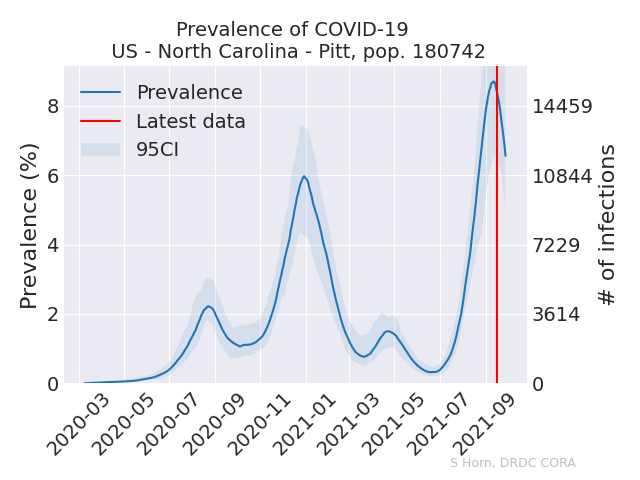 Prevalence of COVID-19
US - North Carolina - Pitt, pop. 180742
Prevalence
Latest data
95CI
Prevalence (%)
8
6
4
2
0
14459
10844
7229
3614
0
# of infections
2020-03
2020-05
2020-07
2020-09
2020-11
2021-01
2021-03
2021-05
2021-07
2021-09
S Horn, DRDC CORA